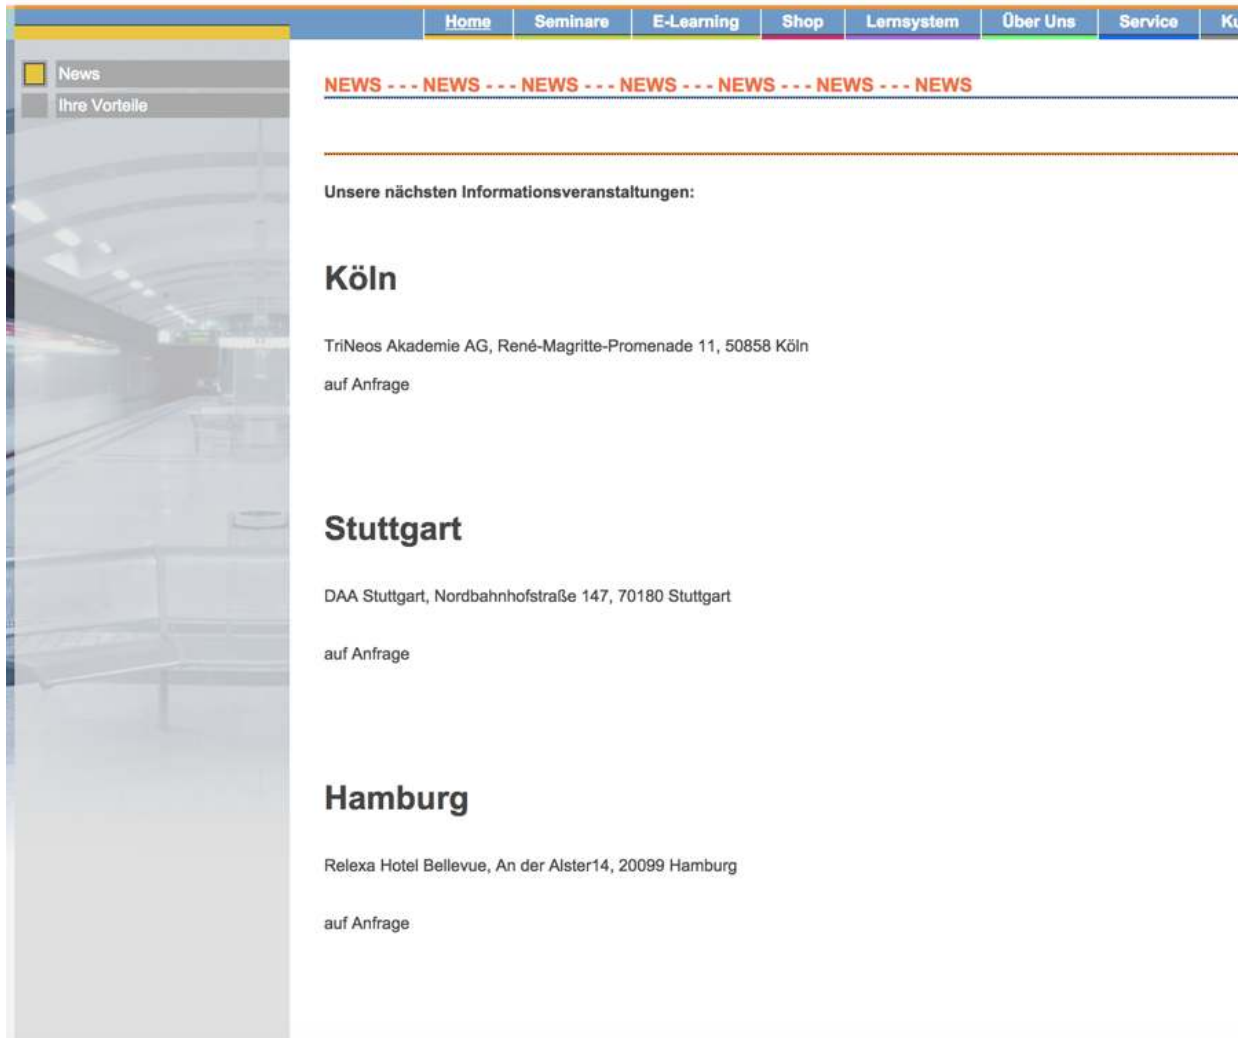 Home Seminare E-Learning Shop Lernsystem Über Uns Service Ku
News
Ihre Vorteile
NEWS - - - NEWS - - - NEWS - - - NEWS - - - NEWS - - - NEWS - - - NEWS
Unsere nächsten Informationsveranstaltungen:
Köln
TriNeos Akademie AG, René-Magritte-Promenade 11, 50858 Köln
auf Anfrage
Stuttgart
DAA Stuttgart, Nordbahnhofstraße 147, 70180 Stuttgart
auf Anfrage
Hamburg
Relexa Hotel Bellevue, An der Alster14, 20099 Hamburg
auf Anfrage